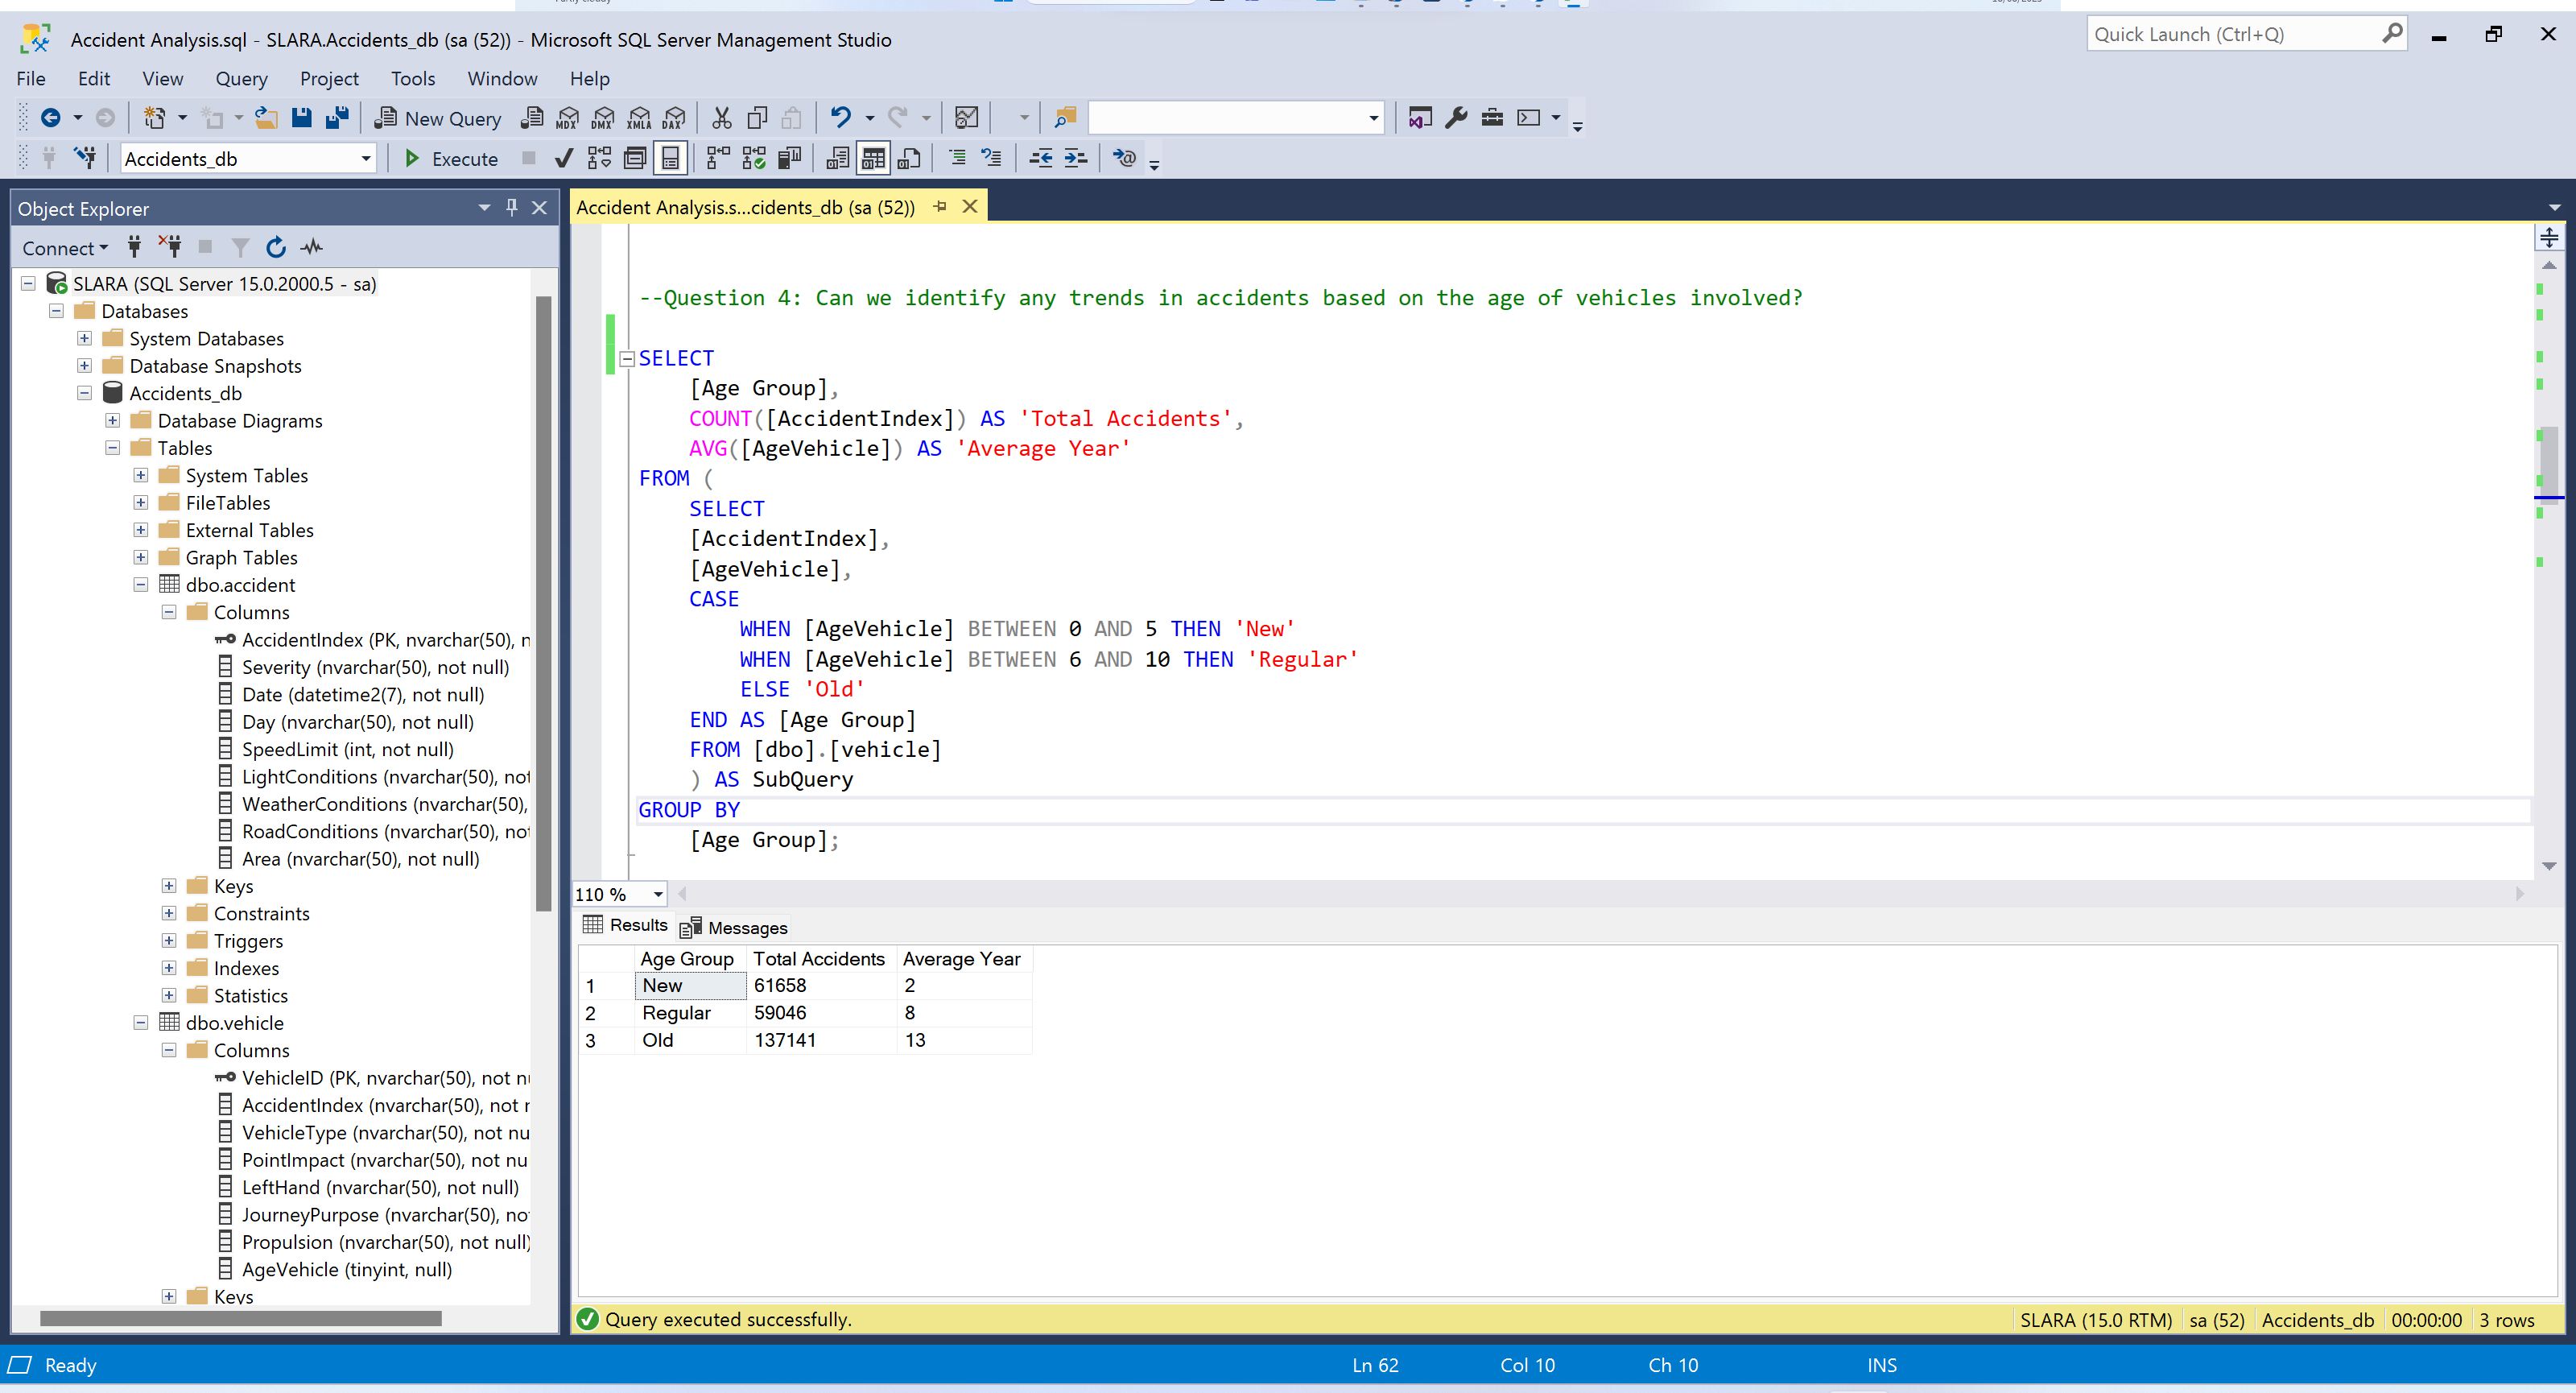 Accident Analysis.sql - SLARA.Accidents_db (sa (52)) - Microsoft SQL Server Management Studio
Quick Launch (Ctrl+Q)
File Edit View Query Project Tools Window Help
New Query MDX DMX XMLA DAX
Accidents_db Execute
Object Explorer
Connect
SLARA (SQL Server 15.0.2000.5 - sa)
Databases
System Databases
Database Snapshots
Accidents_db
Database Diagrams
Tables
System Tables
FileTables
External Tables
Graph Tables
dbo.accident
Columns
AccidentIndex (PK, nvarchar(50), n
Severity (nvarchar(50), not null)
Date (datetime2(7), not null)
Day (nvarchar(50), not null)
SpeedLimit (int, not null)
LightConditions (nvarchar(50), not
WeatherConditions (nvarchar(50),
RoadConditions (nvarchar(50), not
Area (nvarchar(50), not null)
Keys
Constraints
Triggers
Indexes
Statistics
dbo.vehicle
Columns
VehicleID (PK, nvarchar(50), not nu
AccidentIndex (nvarchar(50), not r
VehicleType (nvarchar(50), not nu
PointImpact (nvarchar(50), not nu
LeftHand (nvarchar(50), not null)
JourneyPurpose (nvarchar(50), no
Propulsion (nvarchar(50), not null)
AgeVehicle (tinyint, null)
Keys
Accident Analysis.s...cidents_db (sa (52))
--Question 4: Can we identify any trends in accidents based on the age of vehicles involved?
SELECT
[Age Group],
COUNT([AccidentIndex]) AS 'Total Accidents',
AVG([AgeVehicle]) AS 'Average Year'
FROM (
SELECT
[AccidentIndex],
[AgeVehicle],
CASE
WHEN [AgeVehicle] BETWEEN 0 AND 5 THEN 'New'
WHEN [AgeVehicle] BETWEEN 6 AND 10 THEN 'Regular'
ELSE 'Old'
END AS [Age Group]
FROM [dbo].[vehicle]
) AS SubQuery
GROUP BY
[Age Group];
110 %
Results Messages
Age Group Total Accidents Average Year
1 New 61658 2
2 Regular 59046 8
3 Old 137141 13
Query executed successfully. SLARA (15.0 RTM) sa (52) Accidents_db 00:00:00 3 rows
Ready Ln 62 Col 10 Ch 10 INS